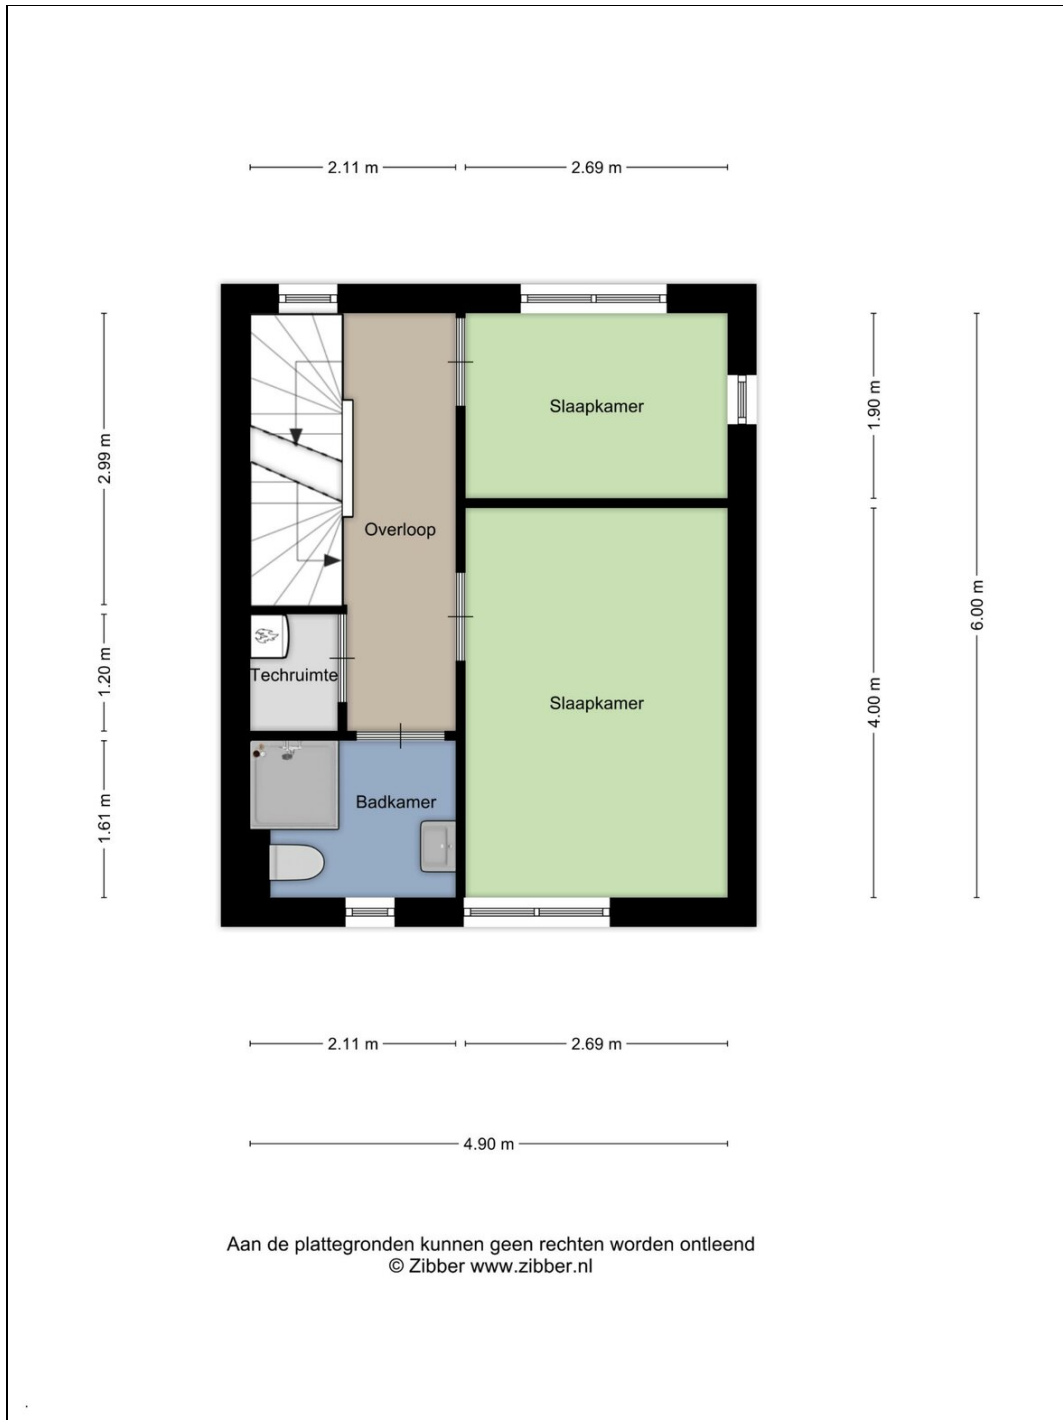 2.11 m
2.69 m
Slaapkamer
1.90 m
2.99 m
Overloop
6.00 m
Techruimte
1.20 m
Slaapkamer
4.00 m
Badkamer
1.61 m
2.11 m
2.69 m
4.90 m
Aan de plattegronden kunnen geen rechten worden ontleend
© Zibber www.zibber.nl